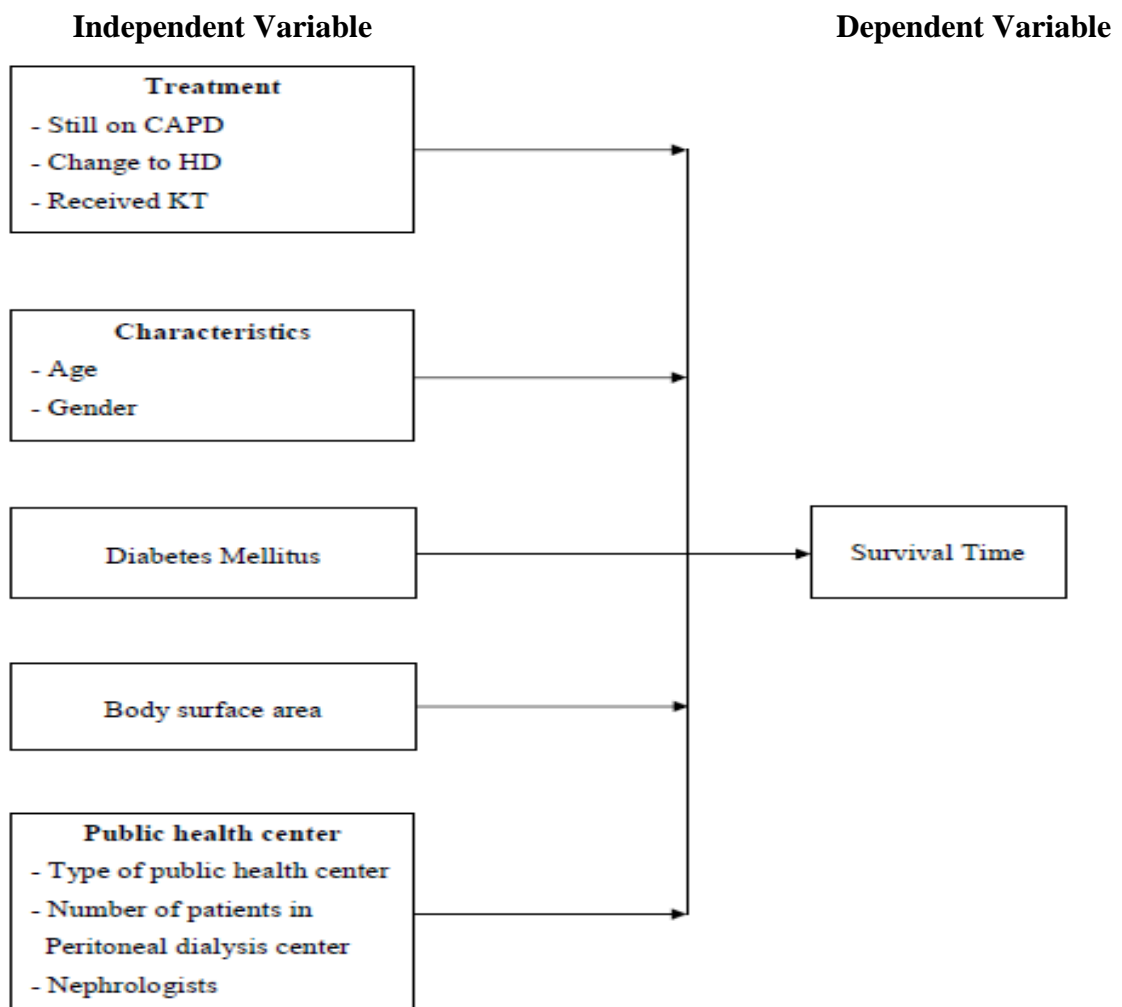 Independent Variable
Dependent Variable
Treatment
- Still on CAPD
- Change to HD
- Received KT
Characteristics
- Age
- Gender
Diabetes Mellitus
Survival Time
Body surface area
Public health center
- Type of public health center
- Number of patients in
Peritoneal dialysis center
- Nephrologists